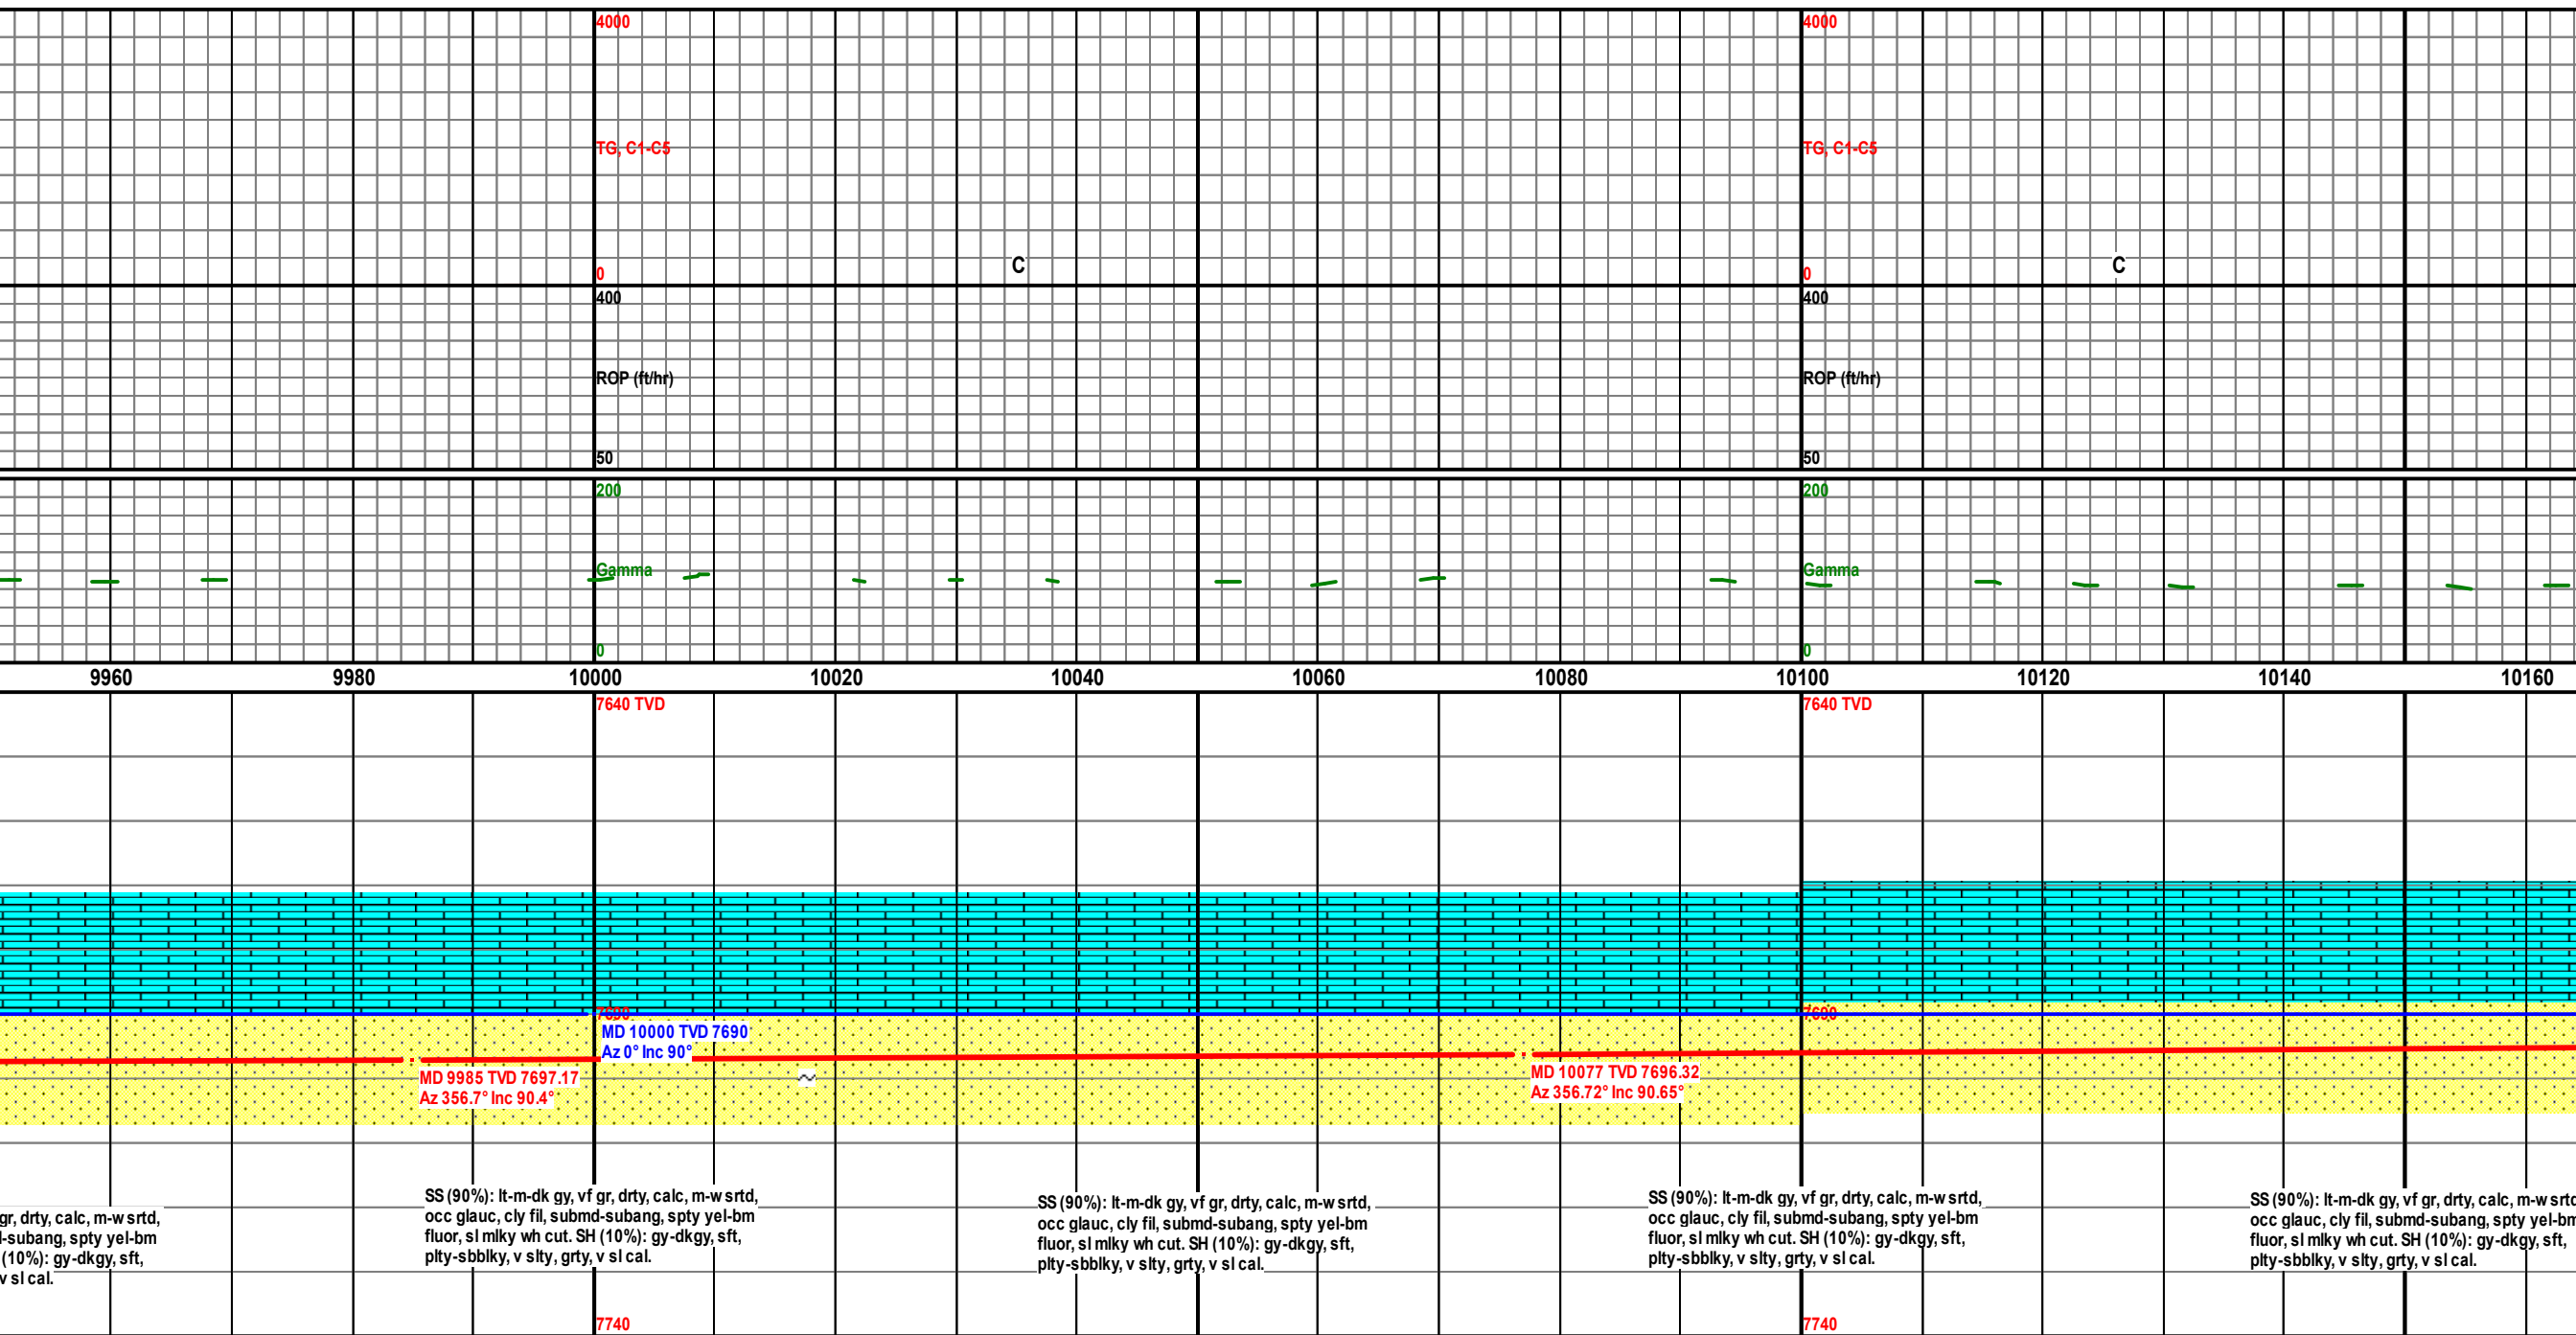 4000
4000
TG, C1-C5
TG, C1-C5
C
C
0
0
400
400
ROP (ft/hr)
ROP (ft/hr)
50
50
200
200
Gamma
Gamma
0
0
9960 9980 10000 10020 10040 10060 10080 10100 10120 10140 10160
7640 TVD
7640 TVD
7690
7690
MD 10000 TVD 7690
Az 0° Inc 90°
MD 9985 TVD 7697.17
Az 356.7° Inc 90.4°
MD 10077 TVD 7696.32
Az 356.72° Inc 90.65°
gr, drty, calc, m-w srtd,
l-subang, spty yel-bm
(10%): gy-dkgy, sft,
v sl cal.
SS (90%): lt-m-dk gy, vf gr, drty, calc, m-w srtd,
occ glauc, cly fil, submd-subang, spty yel-bm
fluor, sl mlky wh cut. SH (10%): gy-dkgy, sft,
plty-sbblky, v slty, grty, v sl cal.
SS (90%): lt-m-dk gy, vf gr, drty, calc, m-w srtd,
occ glauc, cly fil, submd-subang, spty yel-bm
fluor, sl mlky wh cut. SH (10%): gy-dkgy, sft,
plty-sbblky, v slty, grty, v sl cal.
SS (90%): lt-m-dk gy, vf gr, drty, calc, m-w srtd,
occ glauc, cly fil, submd-subang, spty yel-bm
fluor, sl mlky wh cut. SH (10%): gy-dkgy, sft,
plty-sbblky, v slty, grty, v sl cal.
SS (90%): lt-m-dk gy, vf gr, drty, calc, m-w srtd
occ glauc, cly fil, submd-subang, spty yel-bm
fluor, sl mlky wh cut. SH (10%): gy-dkgy, sft,
plty-sbblky, v slty, grty, v sl cal.
7740
7740